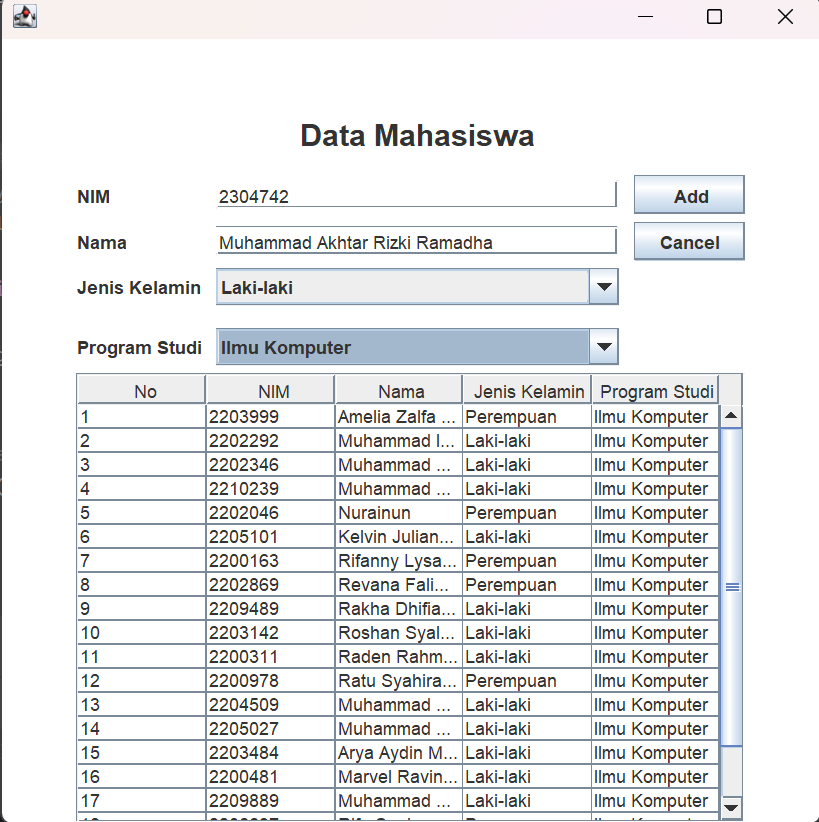 Data Mahasiswa
NIM 2304742 Add
Nama Muhammad Akhtar Rizki Ramadha Cancel
Jenis Kelamin Laki-laki
Program Studi Ilmu Komputer
No NIM Nama Jenis Kelamin Program Studi
1 2203999 Amelia Zalfa ... Perempuan Ilmu Komputer
2 2202292 Muhammad I... Laki-laki Ilmu Komputer
3 2202346 Muhammad ... Laki-laki Ilmu Komputer
4 2210239 Muhammad ... Laki-laki Ilmu Komputer
5 2202046 Nurainun Perempuan Ilmu Komputer
6 2205101 Kelvin Julian... Laki-laki Ilmu Komputer
7 2200163 Rifanny Lysa... Perempuan Ilmu Komputer
8 2202869 Revana Fali... Perempuan Ilmu Komputer
9 2209489 Rakha Dhifia... Laki-laki Ilmu Komputer
10 2203142 Roshan Syal... Laki-laki Ilmu Komputer
11 2200311 Raden Rahm... Laki-laki Ilmu Komputer
12 2200978 Ratu Syahira... Perempuan Ilmu Komputer
13 2204509 Muhammad ... Laki-laki Ilmu Komputer
14 2205027 Muhammad ... Laki-laki Ilmu Komputer
15 2203484 Arya Aydin M... Laki-laki Ilmu Komputer
16 2200481 Marvel Ravin... Laki-laki Ilmu Komputer
17 2209889 Muhammad ... Laki-laki Ilmu Komputer